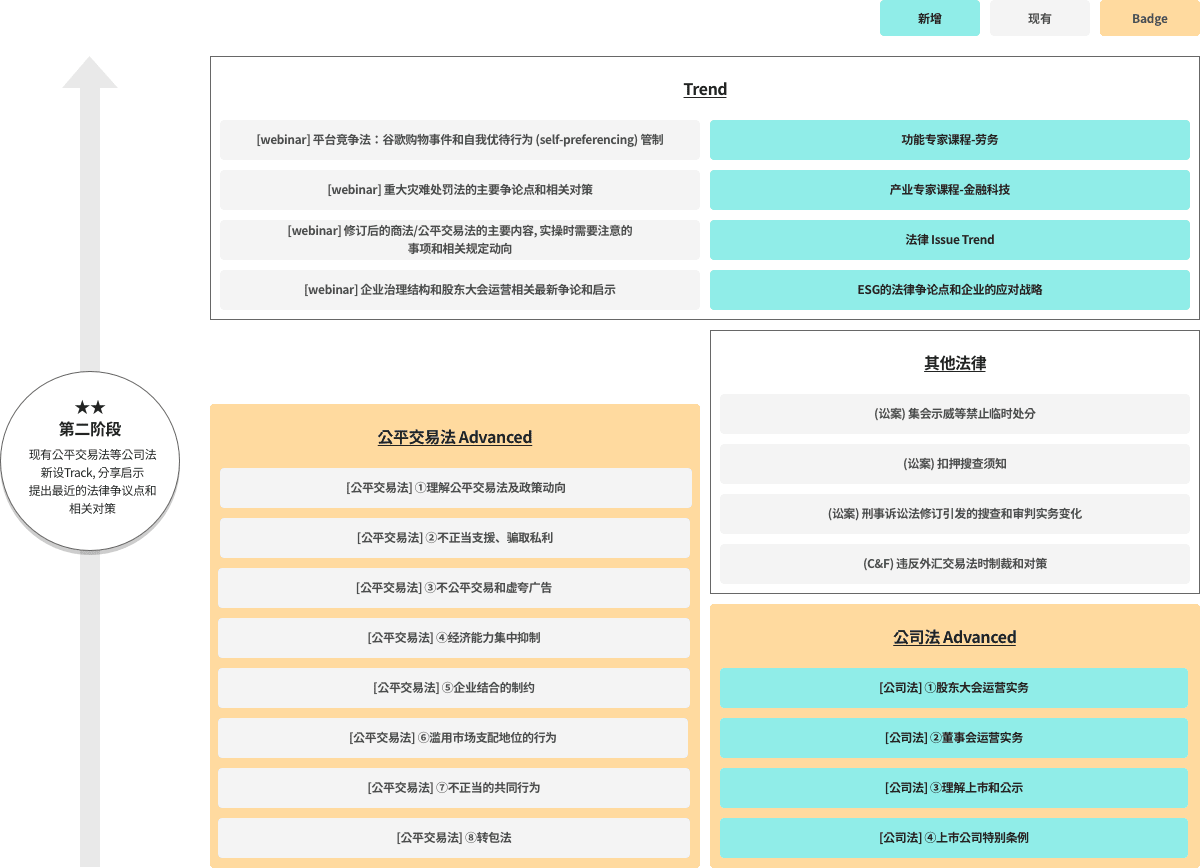 新增
现有
Badge
Trend
[webinar] 平台竞争法：谷歌购物事件和自我优待行为 (self-preferencing) 管制
功能专家课程-劳务
[webinar] 重大灾难处罚法的主要争论点和相关对策
产业专家课程-金融科技
[webinar] 修订后的商法/公平交易法的主要内容, 实操时需要注意的
事项和相关规定动向
法律 Issue Trend
[webinar] 企业治理结构和股东大会运营相关最新争论和启示
ESG的法律争论点和企业的应对战略
★★
第二阶段
现有公平交易法等公司法
新设Track, 分享启示
提出最近的法律争议点和
相关对策
公平交易法 Advanced
[公平交易法] ①理解公平交易法及政策动向
[公平交易法] ②不正当支援、骗取私利
[公平交易法] ③不公平交易和虚夸广告
[公平交易法] ④经济能力集中抑制
[公平交易法] ⑤企业结合的制约
[公平交易法] ⑥滥用市场支配地位的行为
[公平交易法] ⑦不正当的共同行为
[公平交易法] ⑧转包法
其他法律
(讼案) 集会示威等禁止临时处分
(讼案) 扣押搜查须知
(讼案) 刑事诉讼法修订引发的搜查和审判实务变化
(C&F) 违反外汇交易法时制裁和对策
公司法 Advanced
[公司法] ①股东大会运营实务
[公司法] ②董事会运营实务
[公司法] ③理解上市和公示
[公司法] ④上市公司特别条例